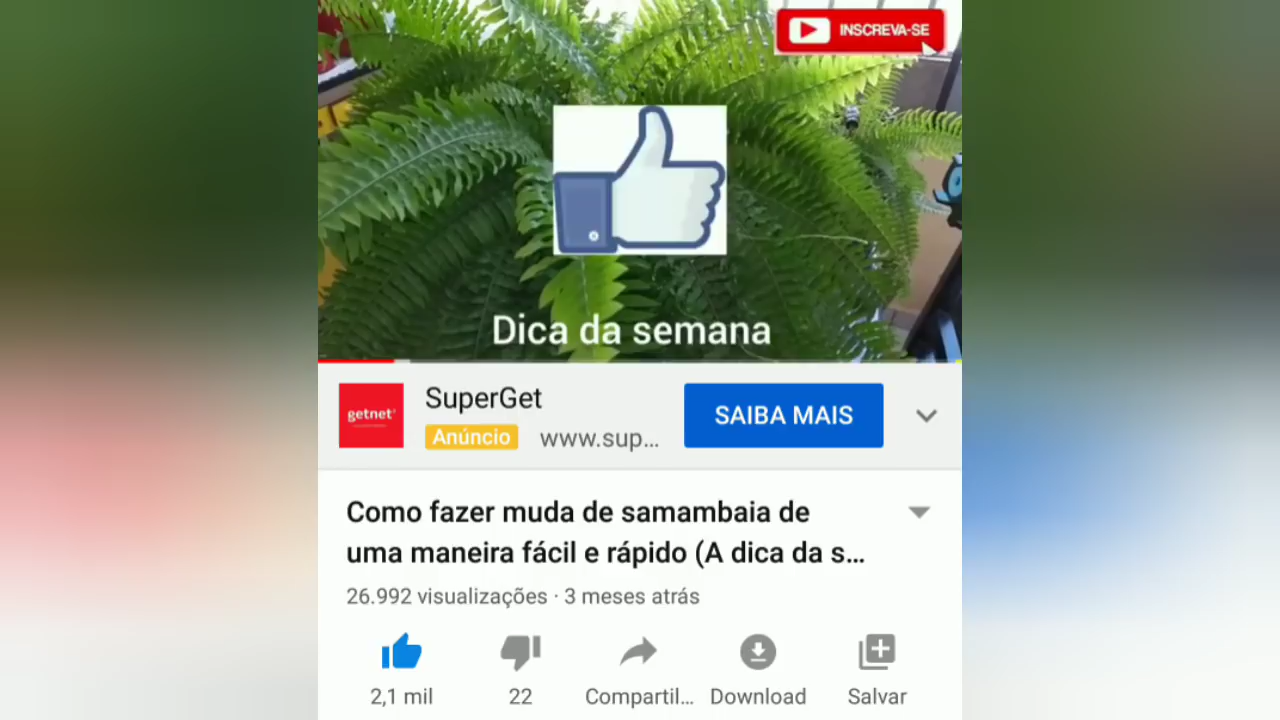 INSCREVA-SE
Dica da semana
getnet
SuperGet
SAIBA MAIS
Anúncio www.sup...
Como fazer muda de samambaia de
uma maneira fácil e rápido (A dica da s...
26.992 visualizações · 3 meses atrás
2,1 mil 22 Compartil... Download Salvar